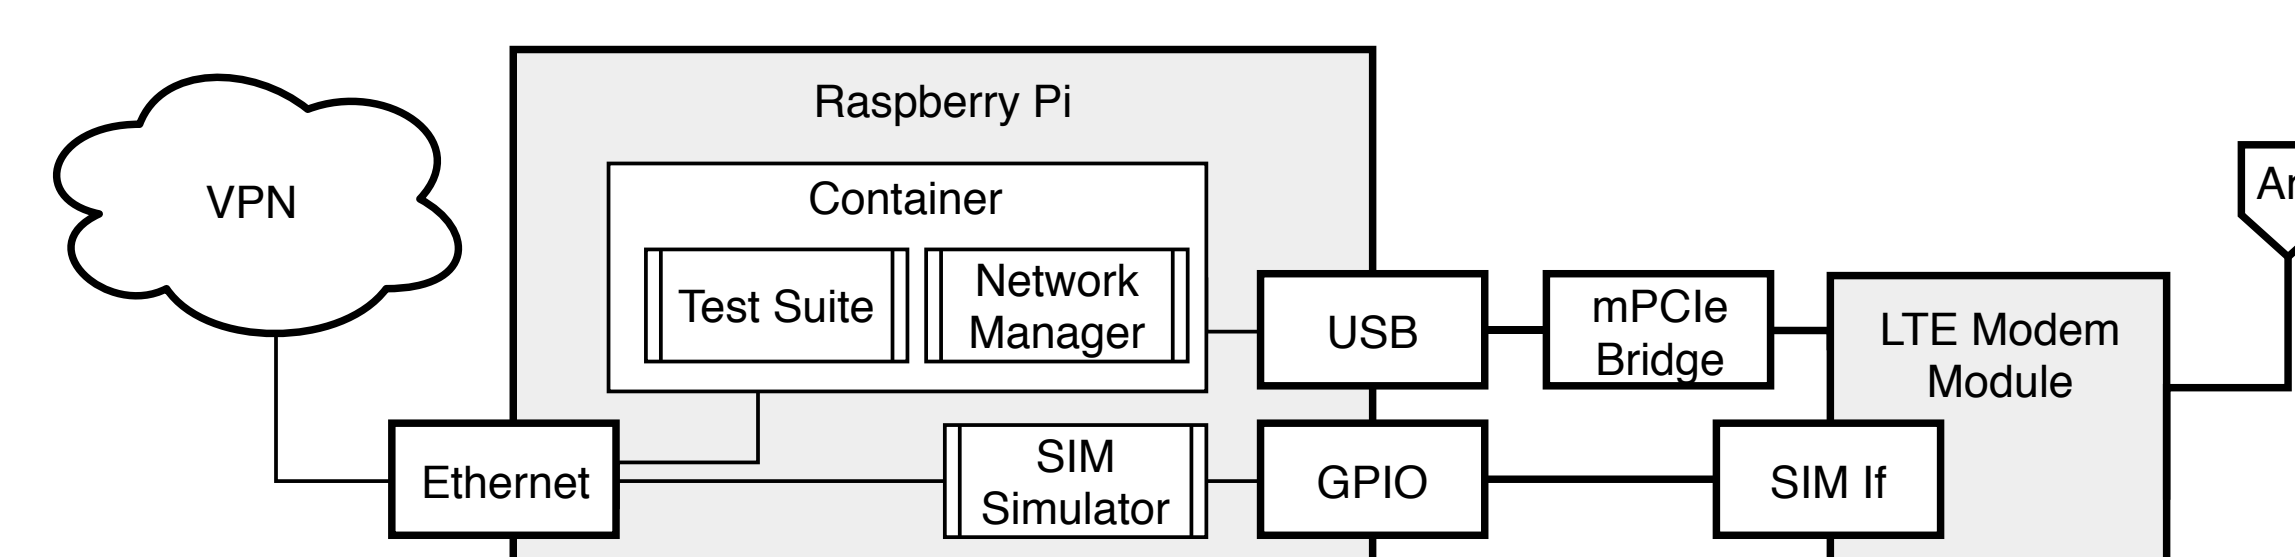 Raspberry Pi
VPN
Container
Test Suite
Network
Manager
USB
mPCIe
Bridge
LTE Modem
Module
Ethernet
SIM
Simulator
GPIO
SIM If